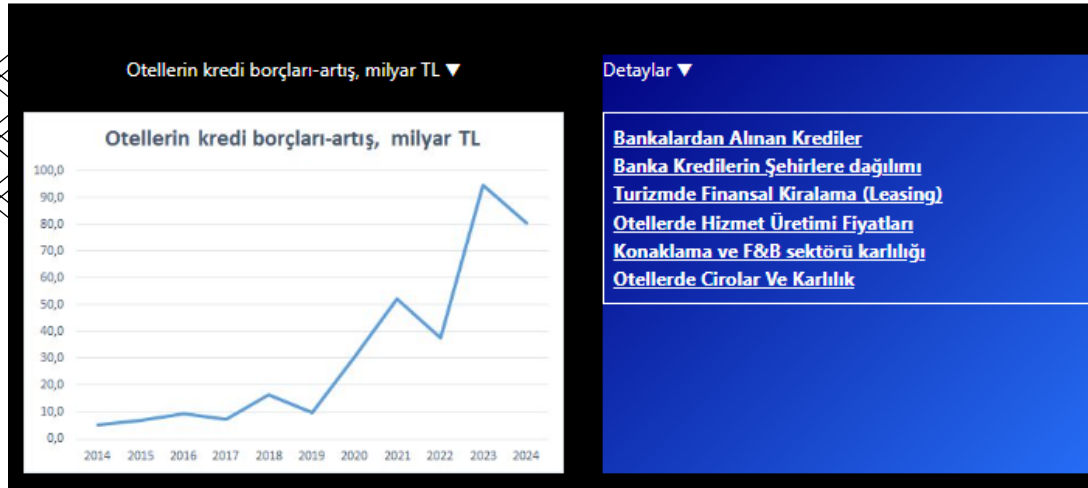 Otellerin kredi borçları-artış, milyar TL ▼
Otellerin kredi borçları-artış, milyar TL
100,0
90,0
80,0
70,0
60,0
50,0
40,0
30,0
20,0
10,0
0,0
2014 2015 2016 2017 2018 2019 2020 2021 2022 2023 2024
Detaylar ▼
Bankalardan Alınan Krediler
Banka Kredilerin Şehirlere dağılımı
Turizmde Finansal Kiralama (Leasing)
Otellerde Hizmet Üretimi Fiyatları
Konaklama ve F&B sektörü karlılığı
Otellerde Cirolar Ve Karlılık